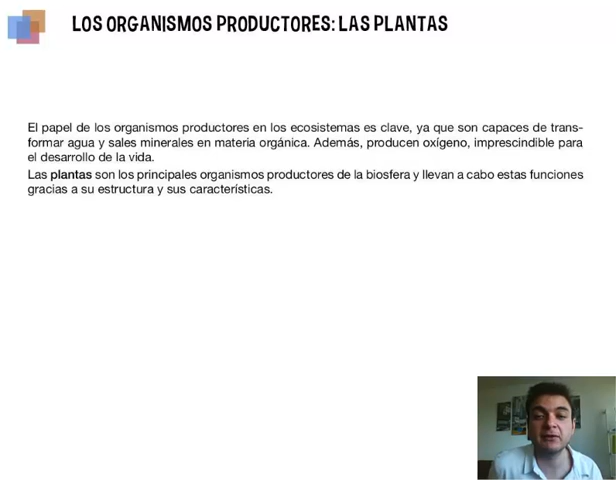 LOS ORGANISMOS PRODUCTORES: LAS PLANTAS
El papel de los organismos productores en los ecosistemas es clave, ya que son capaces de trans-
formar agua y sales minerales en materia orgánica. Además, producen oxígeno, imprescindible para
el desarrollo de la vida.
Las plantas son los principales organismos productores de la biosfera y llevan a cabo estas funciones
gracias a su estructura y sus características.